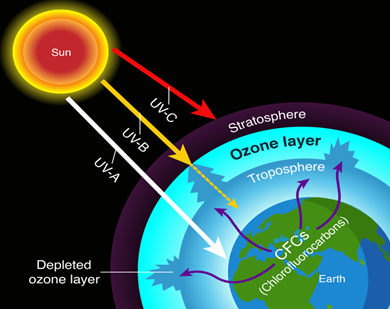 Sun
UV-C
UV-B
UV-A
Stratosphere
Ozone layer
Troposphere
CFCs
(Chlorofluorocarbons)
Earth
Depleted
ozone layer